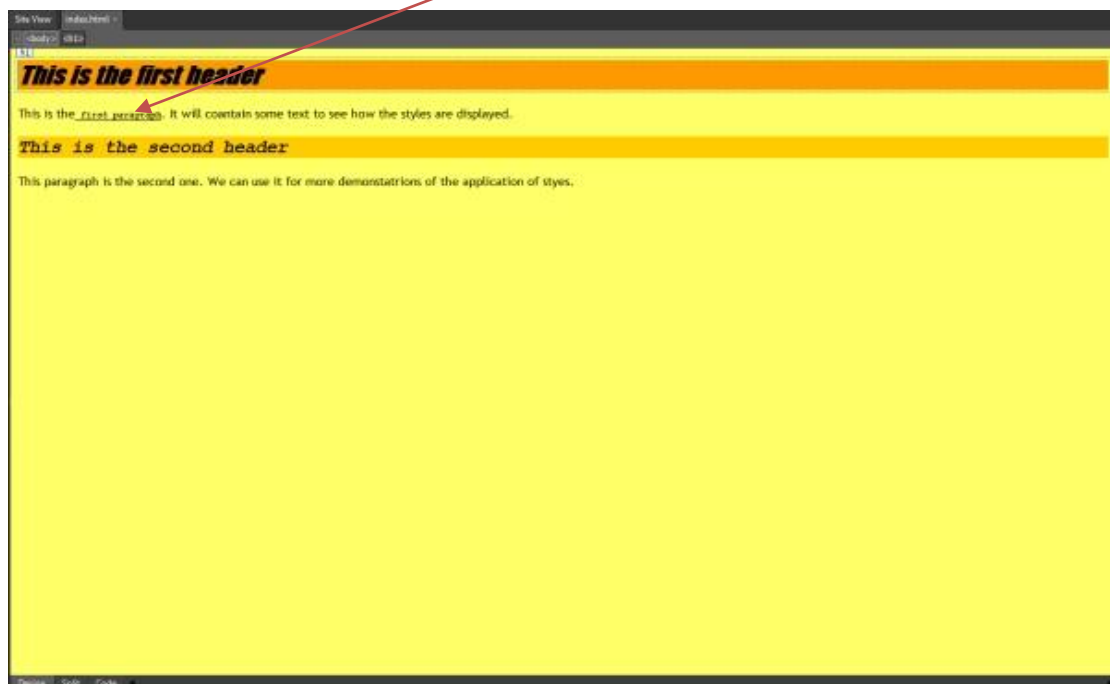 Site View index.html
<body> <h1>
h1
This is the first header
This is the first paragraph. It will countain some text to see how the styles are displayed.
This is the second header
This paragraph is the second one. We can use it for more demonstatrions of the application of styes.
Design Split Code